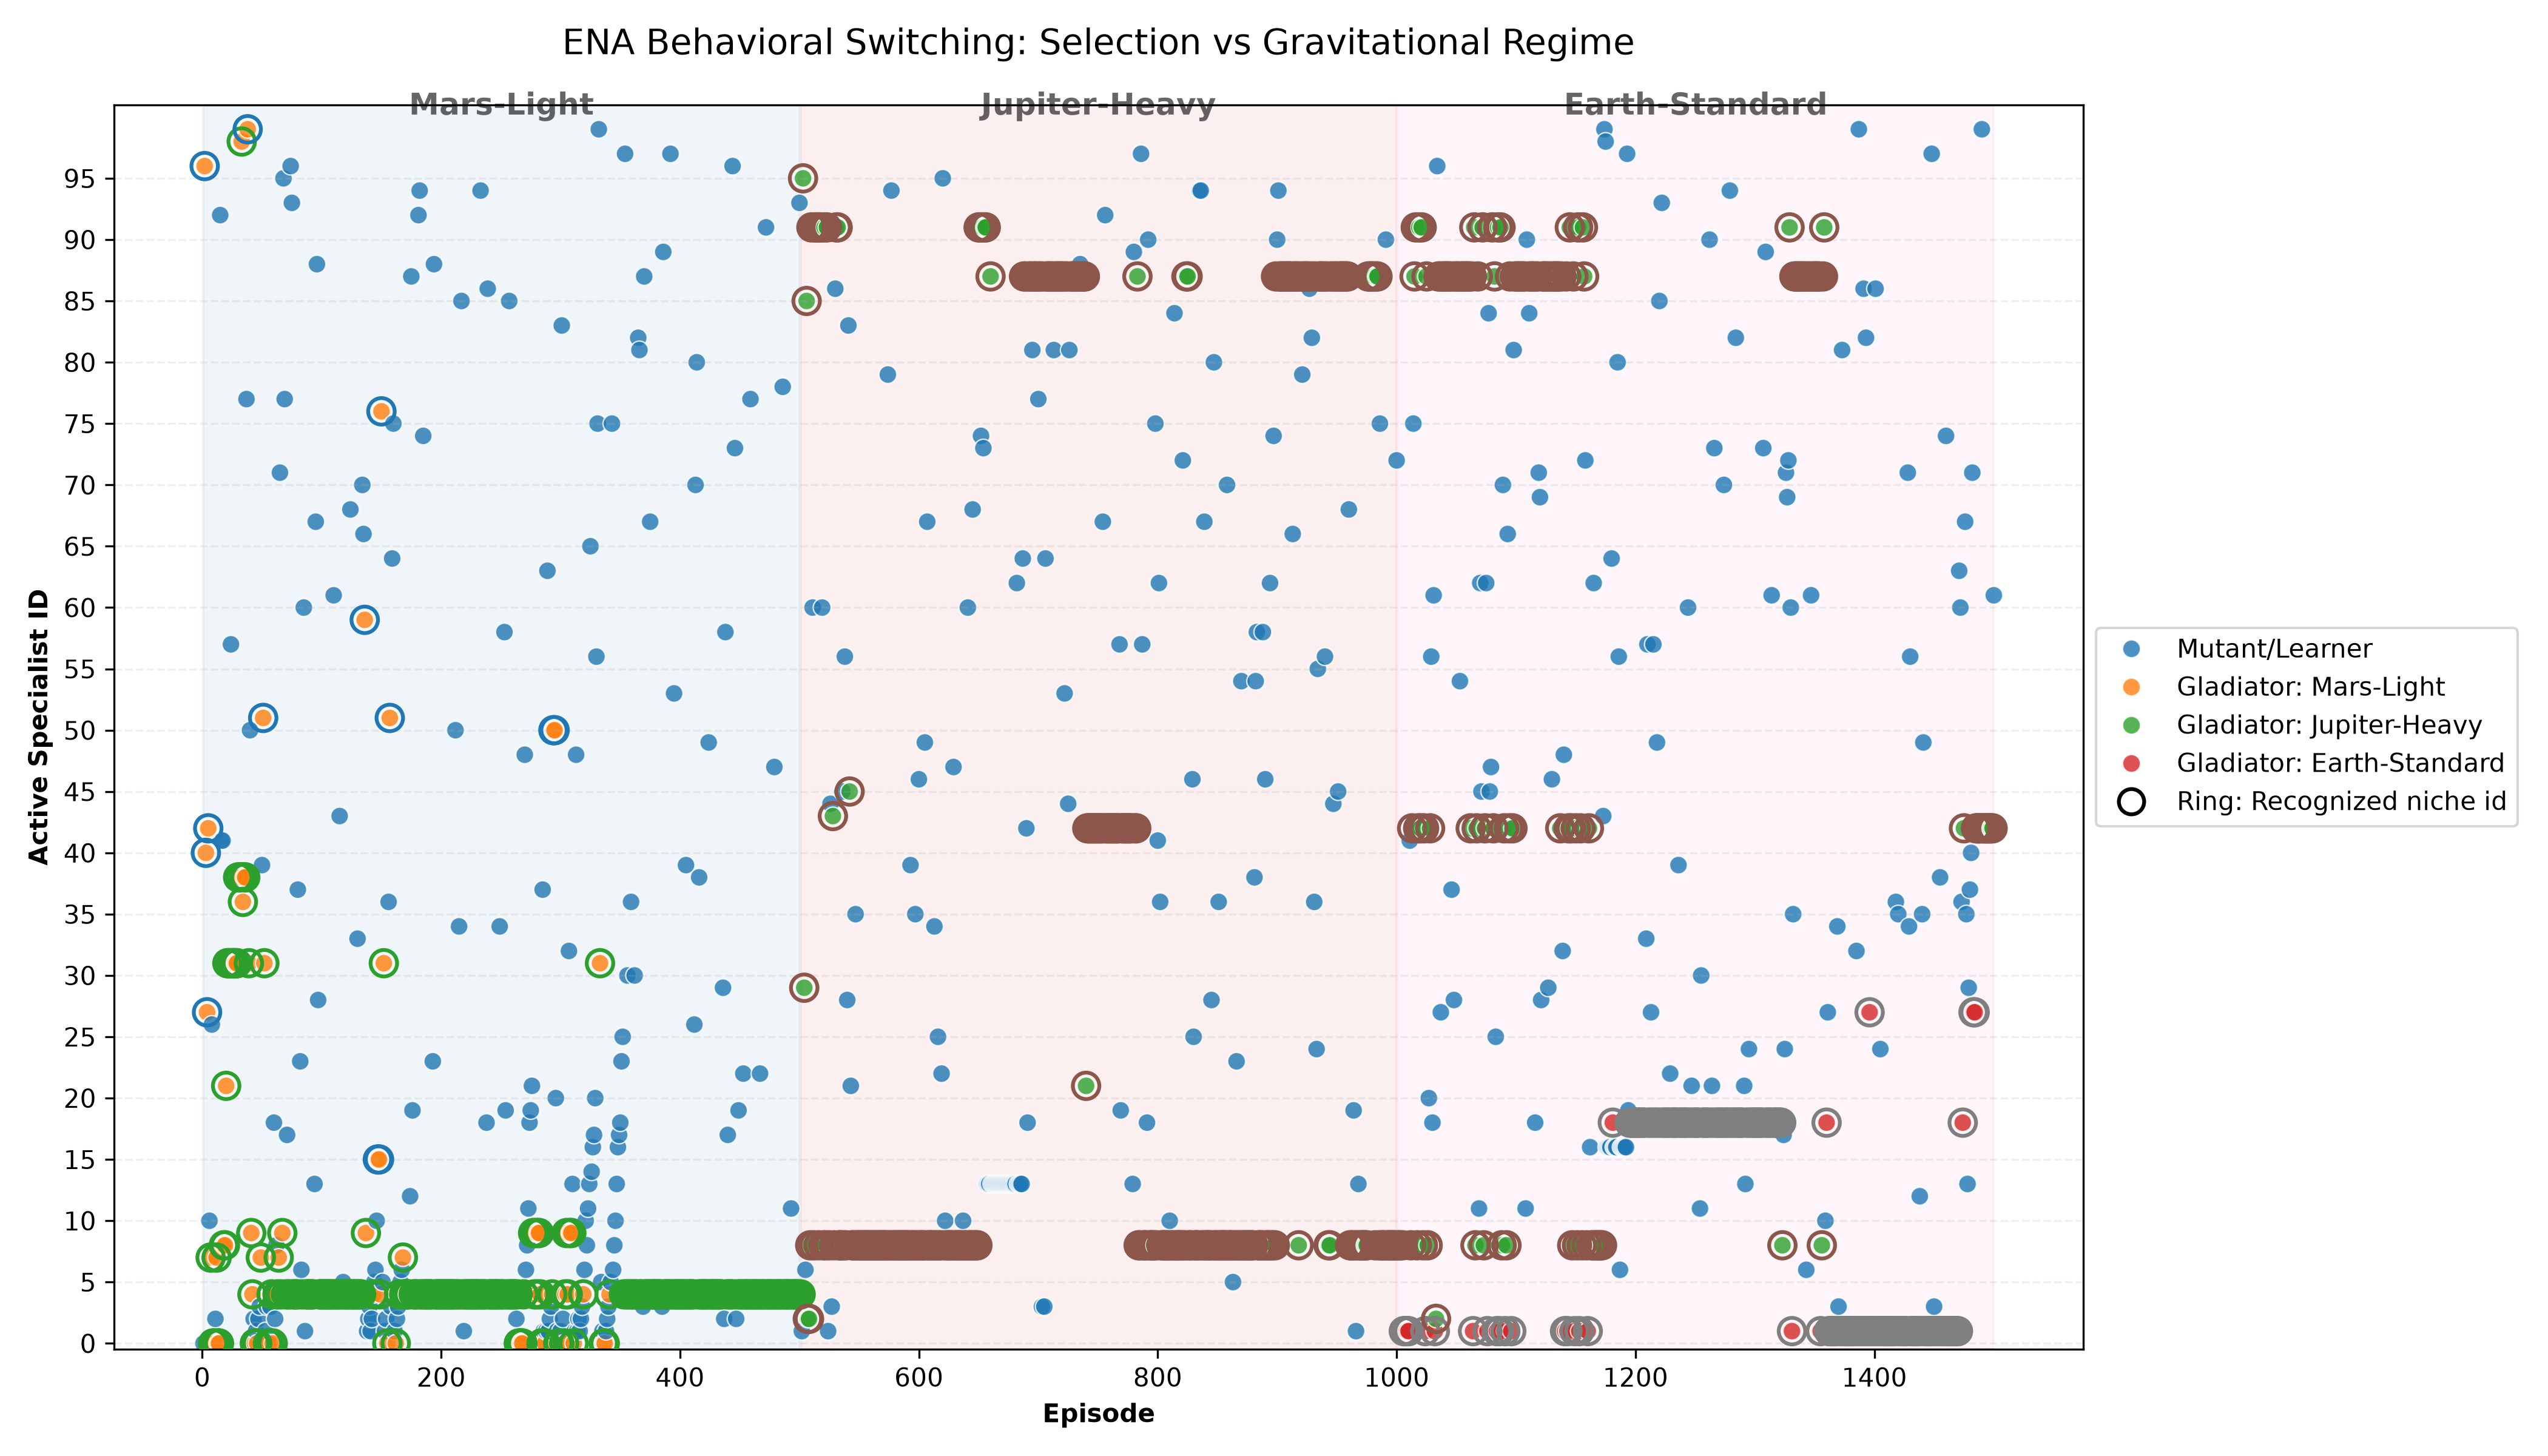 ENA Behavioral Switching: Selection vs Gravitational Regime
Mars-Light
Jupiter-Heavy
Earth-Standard
95
90
85
80
75
70
65
60
55
50
45
40
35
30
25
20
15
10
5
0
Active Specialist ID
0
200
400
600
800
1000
1200
1400
Episode
Mutant/Learner
Gladiator: Mars-Light
Gladiator: Jupiter-Heavy
Gladiator: Earth-Standard
Ring: Recognized niche id